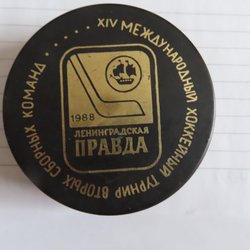 XIV МЕЖДУНАРОДНЫЙ ХОККЕЙНЫЙ ТУРНИР ВТОРЫХ СБОРНЫХ КОМАНД.....
1988
ЛЕНИНГРАДСКАЯ
ПРАВДА